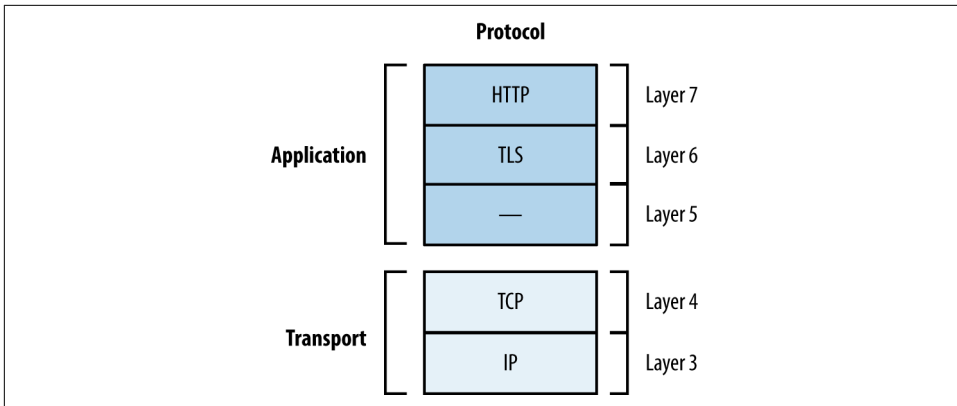 Protocol
HTTP
Layer 7
Application
TLS
Layer 6
—
Layer 5
TCP
Layer 4
Transport
IP
Layer 3